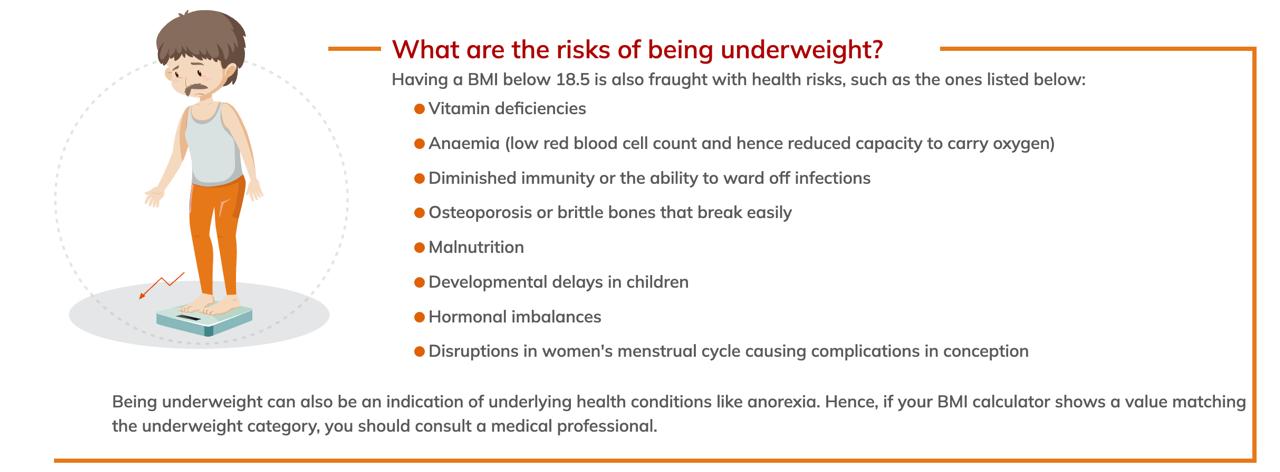 What are the risks of being underweight?
Having a BMI below 18.5 is also fraught with health risks, such as the ones listed below:
Vitamin deficiencies
Anaemia (low red blood cell count and hence reduced capacity to carry oxygen)
Diminished immunity or the ability to ward off infections
Osteoporosis or brittle bones that break easily
Malnutrition
Developmental delays in children
Hormonal imbalances
Disruptions in women's menstrual cycle causing complications in conception
Being underweight can also be an indication of underlying health conditions like anorexia. Hence, if your BMI calculator shows a value matching
the underweight category, you should consult a medical professional.